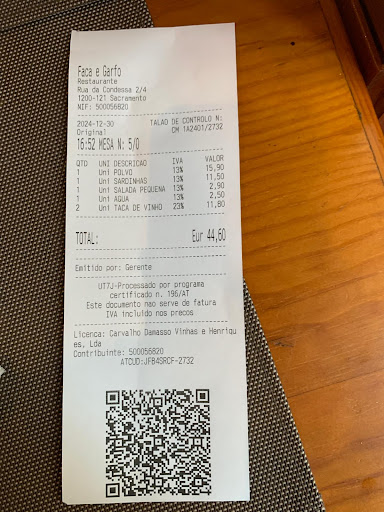 Faca e Garfo
Restaurante
Rua da Condessa 2/4
1200-121 Sacramento
NIF: 500056820
2024-12-30 TALAO DE CONTROLO N:
Original CM 1A2401/2732
16:52 MESA N: 5/0
QTD UNI DESCRICAO IVA VALOR
1 Uni POLVO 13% 15,90
1 Uni SARDINHAS 13% 11,50
1 Uni SALADA PEQUENA 13% 2,90
1 Uni AGUA 13% 2,50
2 Uni TACA DE VINHO 23% 11,80
TOTAL: Eur 44,60
Emitido por: Gerente
UT7J-Processado por programa
certificado n. 196/AT
Este documento nao serve de fatura
IVA incluido nos precos
Licenca: Carvalho Damasso Vinhas e Henriqu
es, Lda
Contribuinte: 500056820
ATCUD:JFB4SRCF-2732